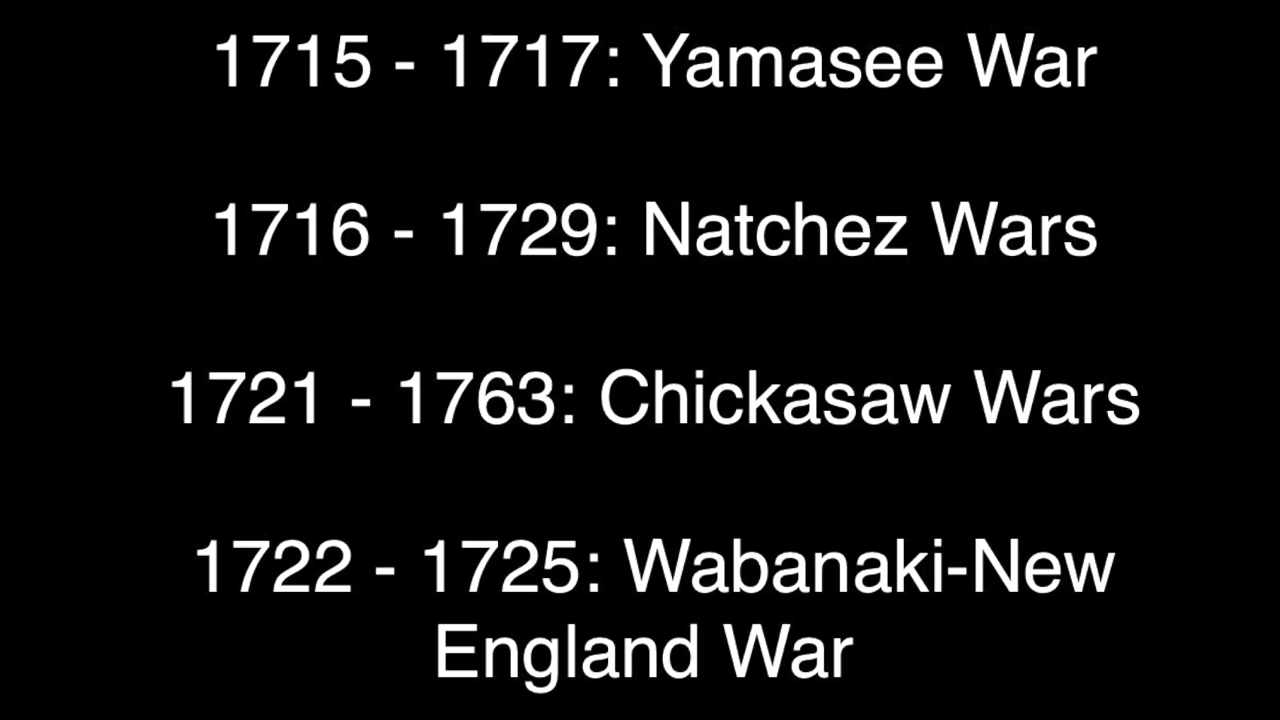 1715 - 1717: Yamasee War
1716 - 1729: Natchez Wars
1721 - 1763: Chickasaw Wars
1722 - 1725: Wabanaki-New
England War